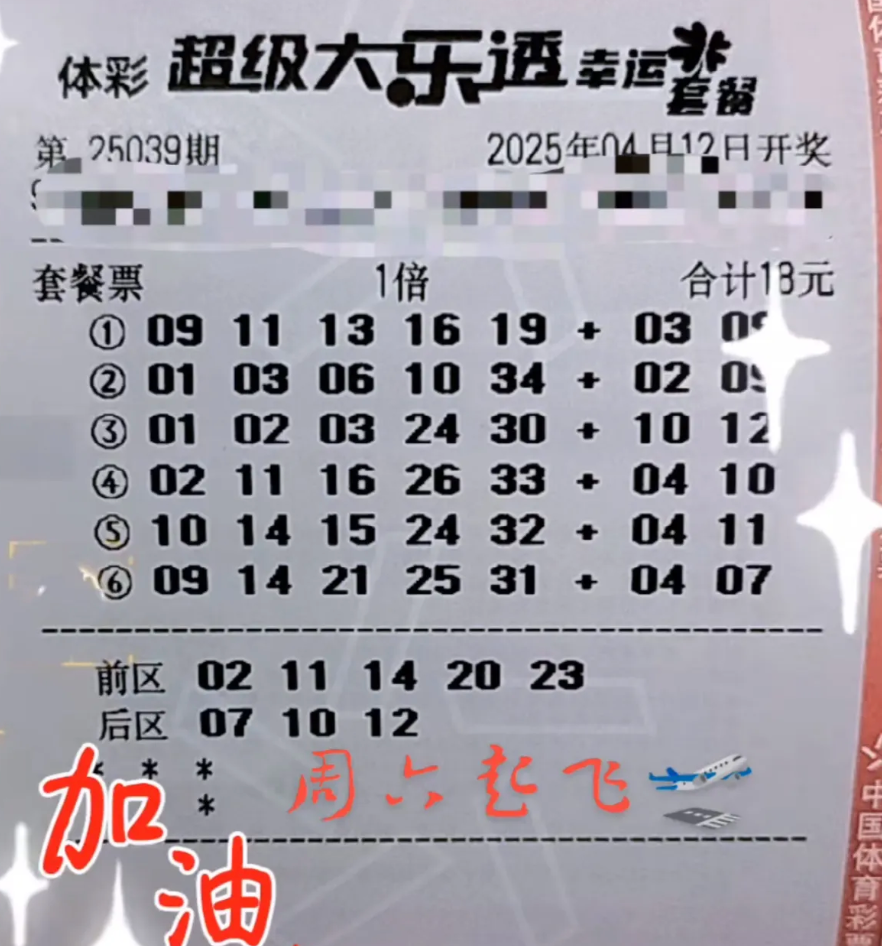 体彩 超级大乐透 幸运套餐
第 25039期 2025年04月12日开奖
套餐票 1倍 合计18元
① 09 11 13 16 19 + 03 09
② 01 03 06 10 34 + 02 09
③ 01 02 03 24 30 + 10 12
④ 02 11 16 26 33 + 04 10
⑤ 10 14 15 24 32 + 04 11
⑥ 09 14 21 25 31 + 04 07
前区 02 11 14 20 23
后区 07 10 12
* * *
*
周六起飞
加油
中国体育彩票